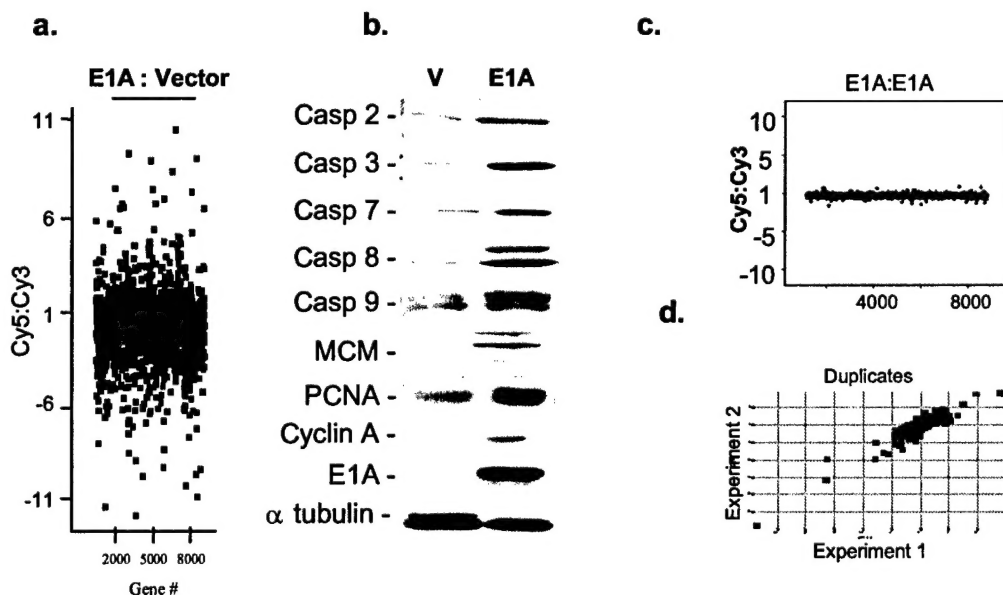 a.
E1A : Vector
Cy5:Cy3
11
6
1
-6
-11
2000 5000 8000
Gene #
b.
V E1A
Casp 2 -
Casp 3 -
Casp 7 -
Casp 8 -
Casp 9 -
MCM -
PCNA -
Cyclin A -
E1A -
α tubulin -
c.
E1A:E1A
Cy5:Cy3
10
5
1
-5
-10
4000 8000
d.
Duplicates
Experiment 2
Experiment 1